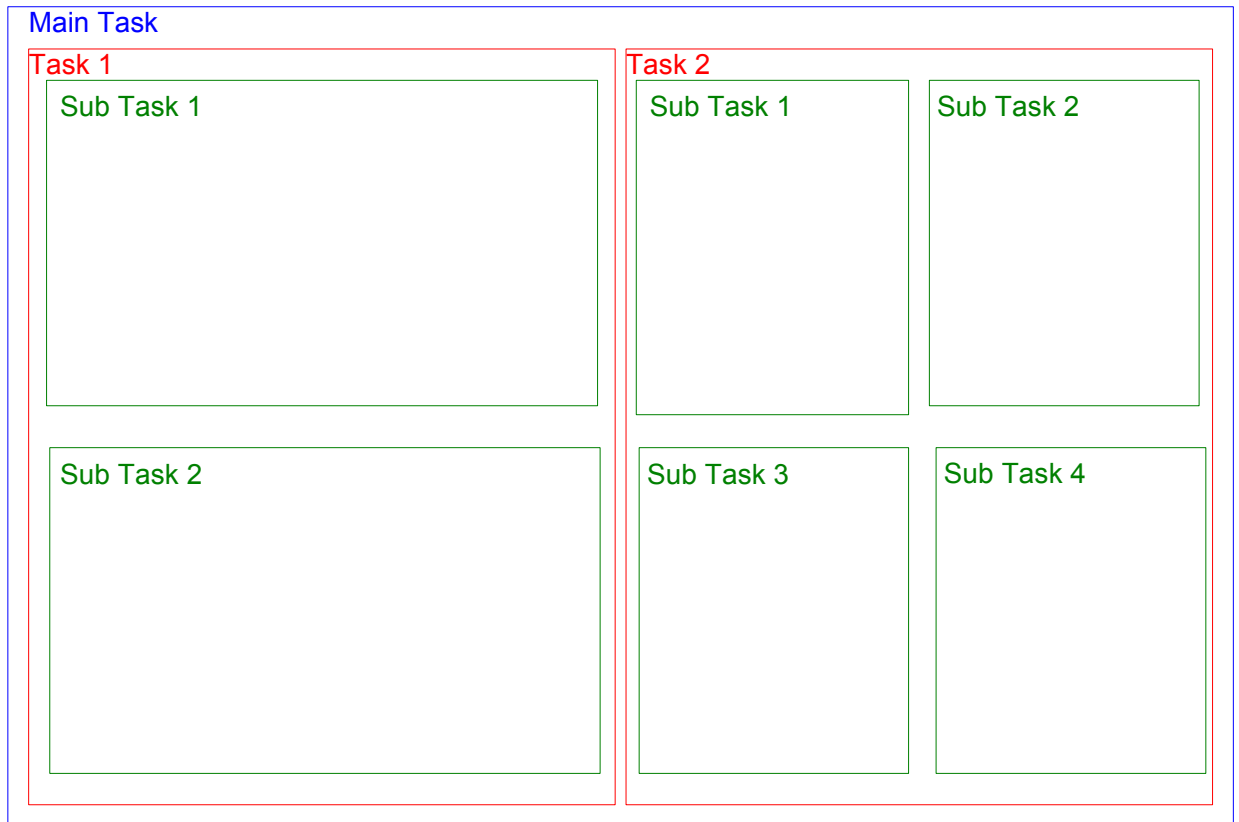 Main Task
Task 1
Sub Task 1
Sub Task 2
Task 2
Sub Task 1
Sub Task 2
Sub Task 3
Sub Task 4